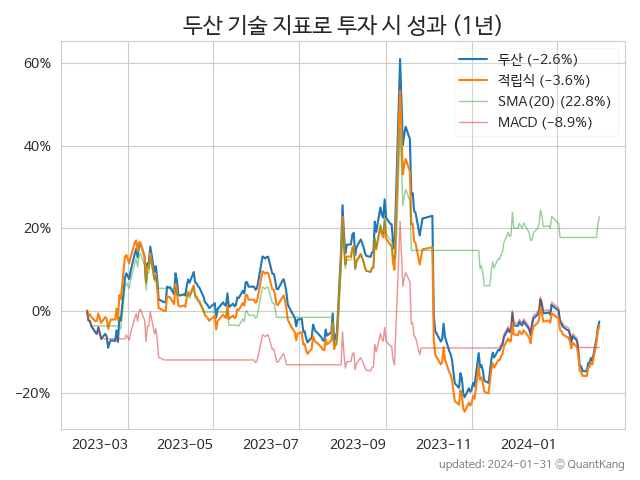 두산 기술 지표로 투자 시 성과 (1년)
두산 (−2.6%)
적립식 (−3.6%)
SMA(20) (22.8%)
MACD (−8.9%)
60%
40%
20%
0%
−20%
2023−03 2023−05 2023−07 2023−09 2023−11 2024−01
updated: 2024-01-31 © QuantKang